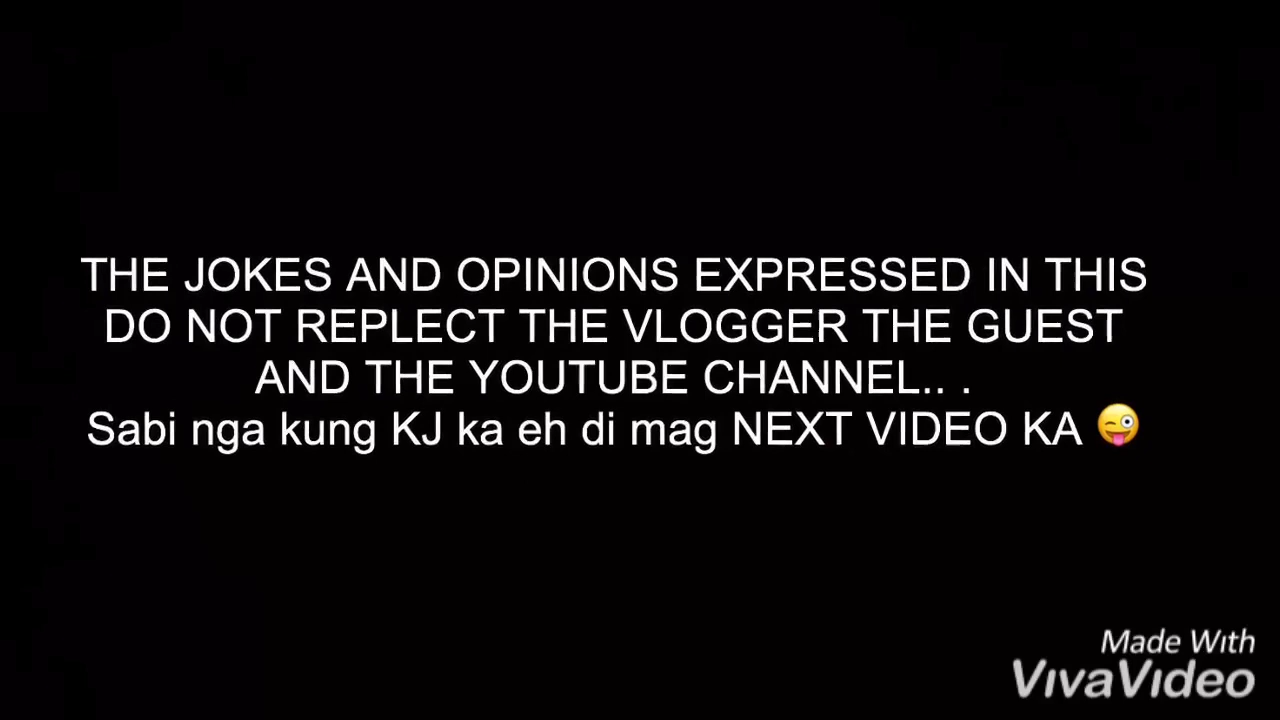 THE JOKES AND OPINIONS EXPRESSED IN THIS
DO NOT REPLECT THE VLOGGER THE GUEST
AND THE YOUTUBE CHANNEL.. .
Sabi nga kung KJ ka eh di mag NEXT VIDEO KA 😜
Made With
VivaVideo